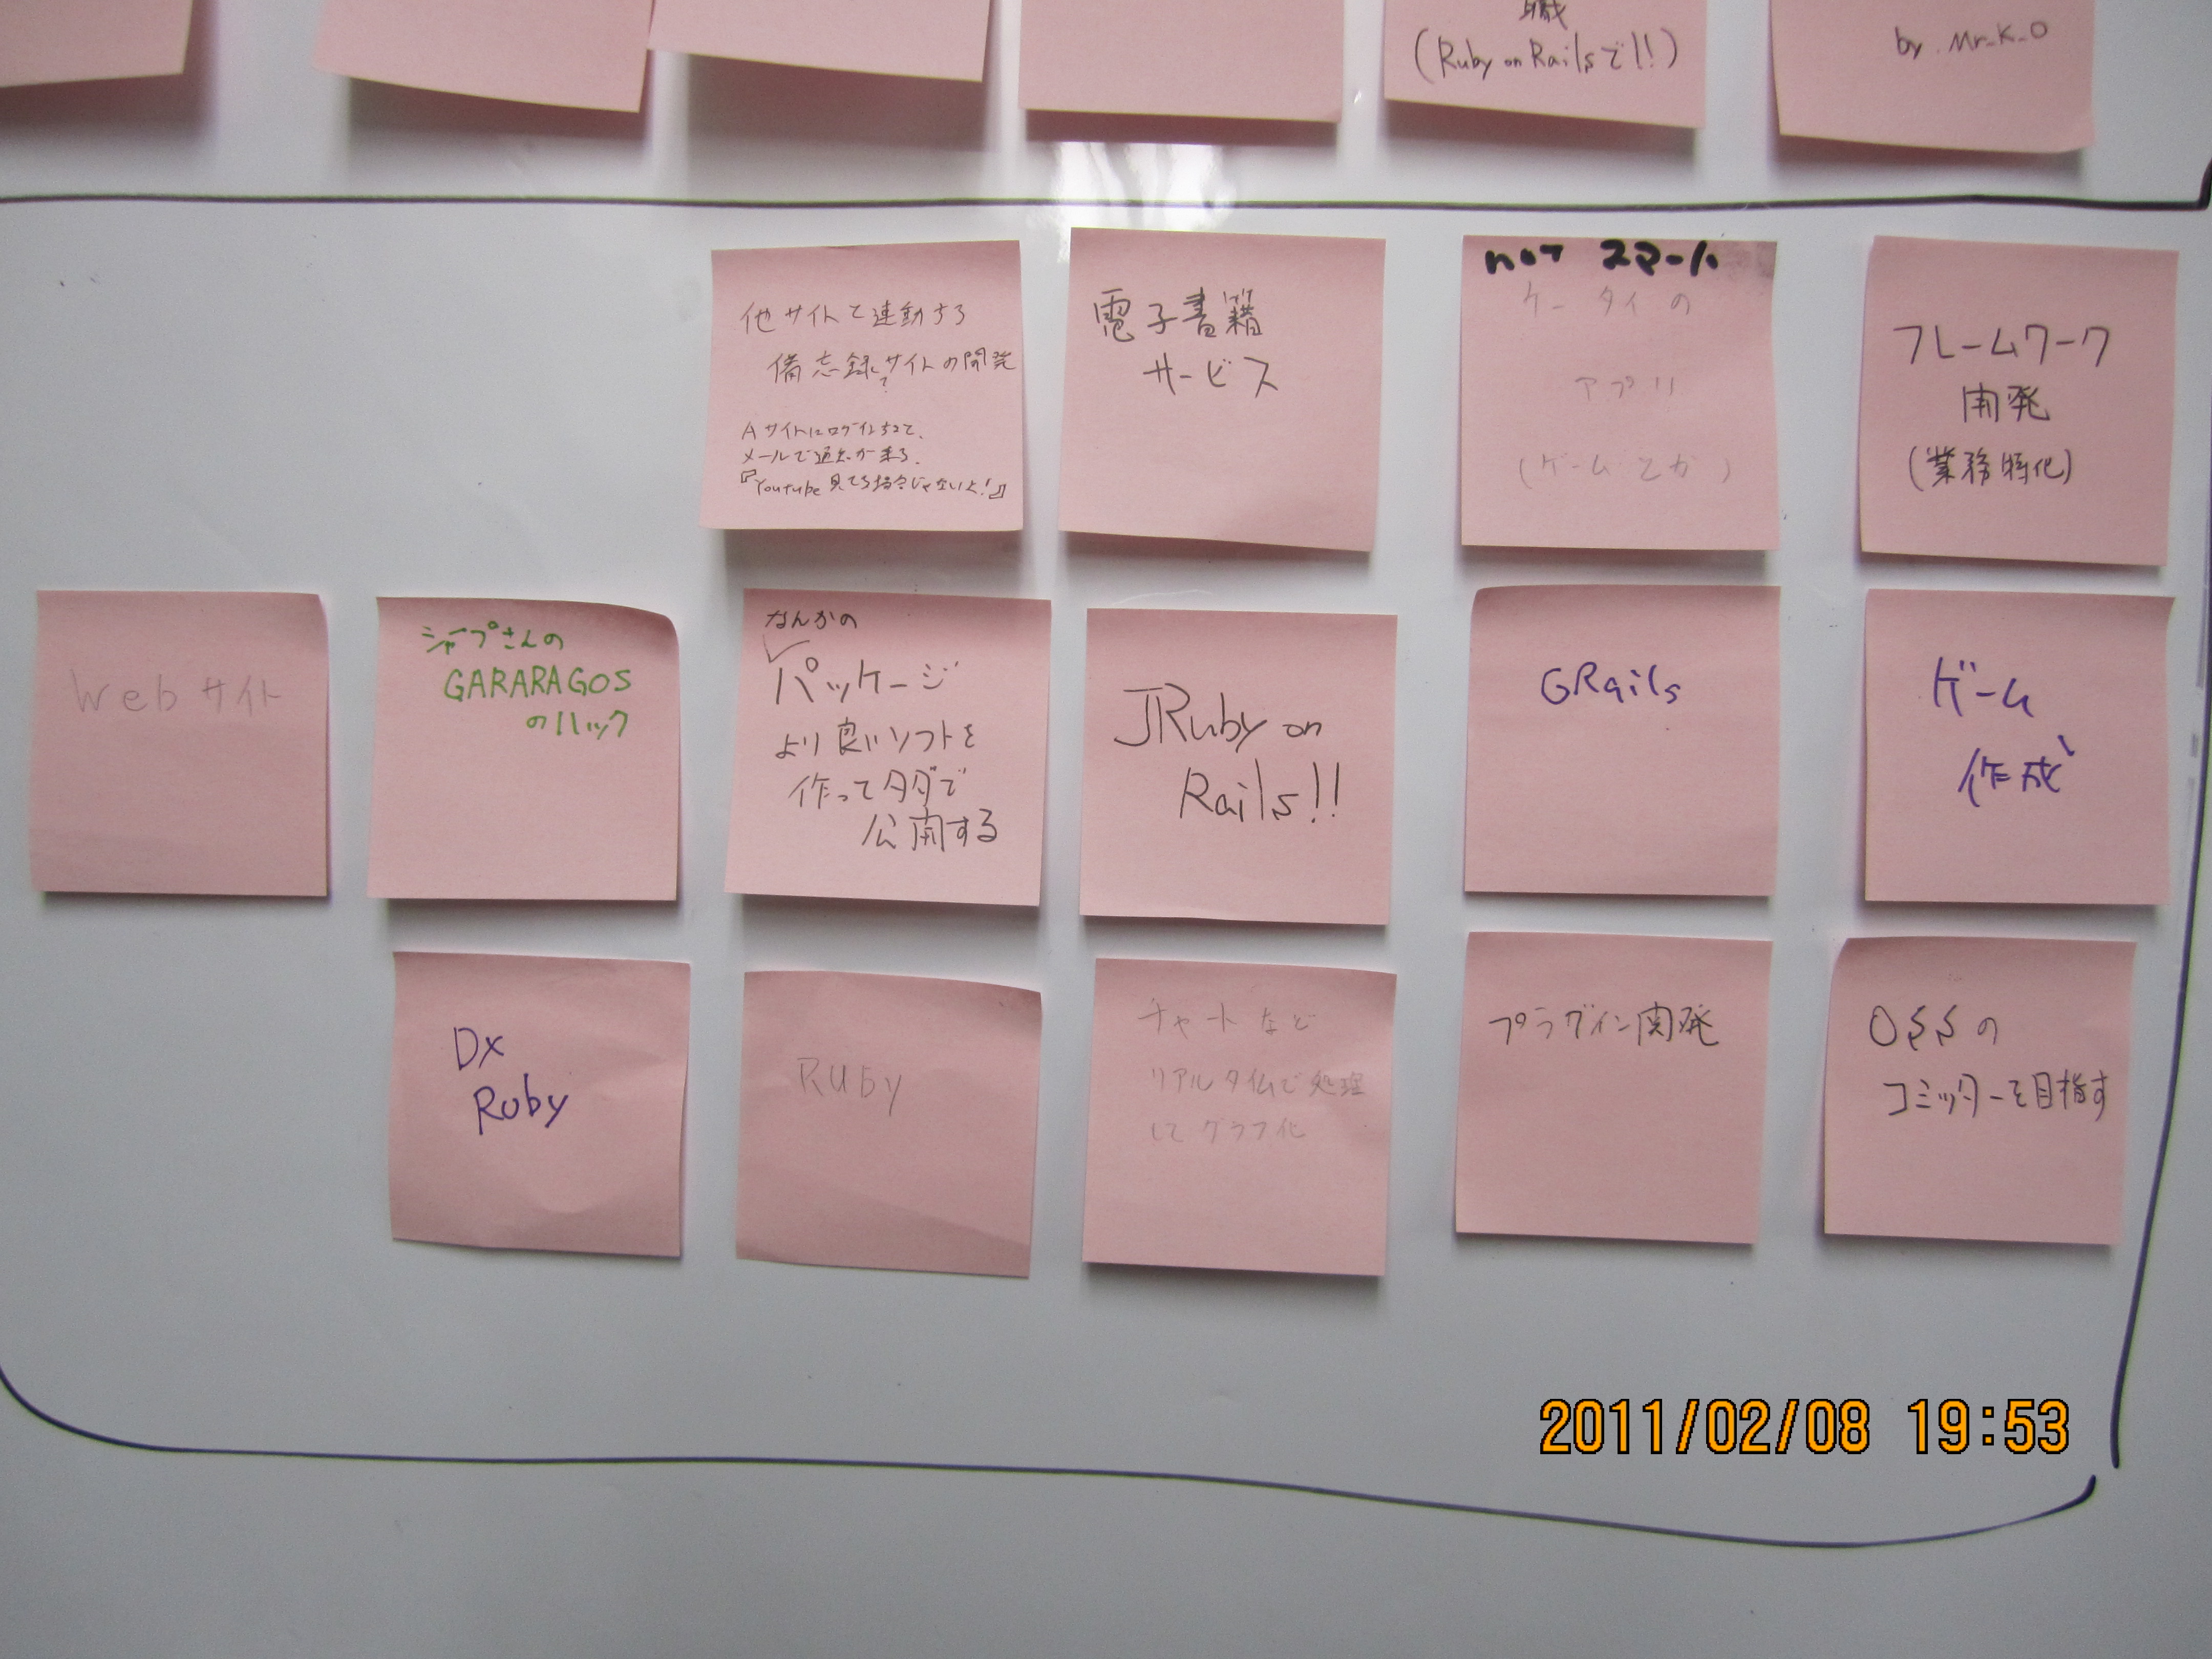 職
(Ruby on Railsで!!)
by Mr_K_O
他サイトと連動する
備忘録サイトの開発
?
Aサイトにログインすると、
メールで通知が来る。
『Youtube見てる場合じゃないよ!』
電子書籍
サービス
not スマート
ケータイの
アプリ
(ゲームとか)
フレームワーク
開発
(業務特化)
Webサイト
シャープさんの
GARARAGOS
のハック
なんかの
パッケージ
より良いソフトを
作ってタダで
公開する
JRuby on
Rails!!
GRails
ゲーム
作成
Dx
Ruby
Ruby
チャートなど
リアルタイムで処理
してグラフ化
プラグイン開発
OSSの
コミッターを目指す
2011/02/08 19:53